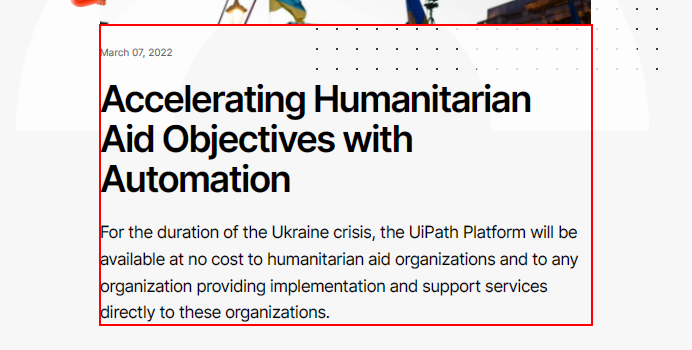 March 07, 2022
Accelerating Humanitarian
Aid Objectives with
Automation
For the duration of the Ukraine crisis, the UiPath Platform will be
available at no cost to humanitarian aid organizations and to any
organization providing implementation and support services
directly to these organizations.